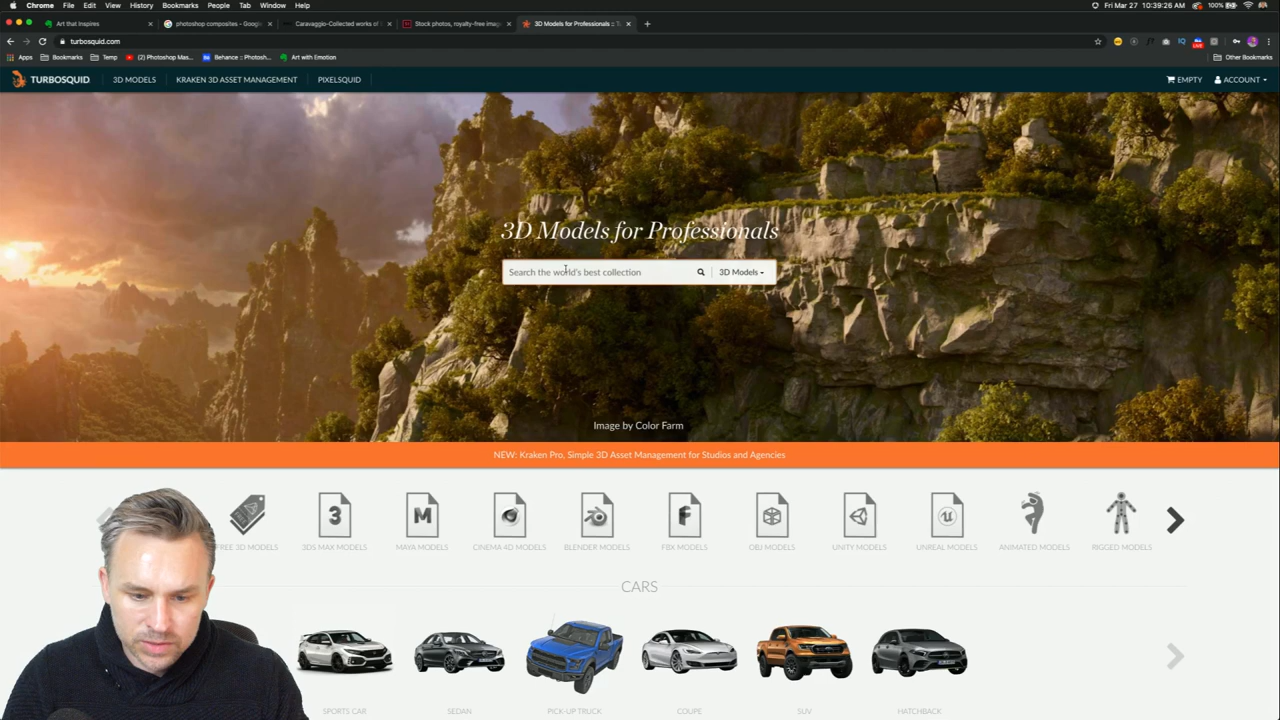 Chrome File Edit View History Bookmarks People Tab Window Help
100% Fri Mar 27 10:39:26 AM
Art that Inspires
photoshop composites - Goog
Caravaggio-Collected works of
Stock photos, royalty-free imag
3D Models for Professionals :: T
turbosquid.com
LIVE
Apps Bookmarks Temp (2) Photoshop Mas... Behance :: Photosh... Art with Emotion Other Bookmarks
TURBOSQUID 3D MODELS KRAKEN 3D ASSET MANAGEMENT PIXELSQUID EMPTY ACCOUNT
3D Models for Professionals
Search the world's best collection 3D Models
Image by Color Farm
NEW: Kraken Pro, Simple 3D Asset Management for Studios and Agencies
FREE 3D MODELS 3DS MAX MODELS MAYA MODELS CINEMA 4D MODELS BLENDER MODELS FBX MODELS OBJ MODELS UNITY MODELS UNREAL MODELS ANIMATED MODELS RIGGED MODELS
CARS
SPORTS CAR SEDAN PICK-UP TRUCK COUPE SUV HATCHBACK